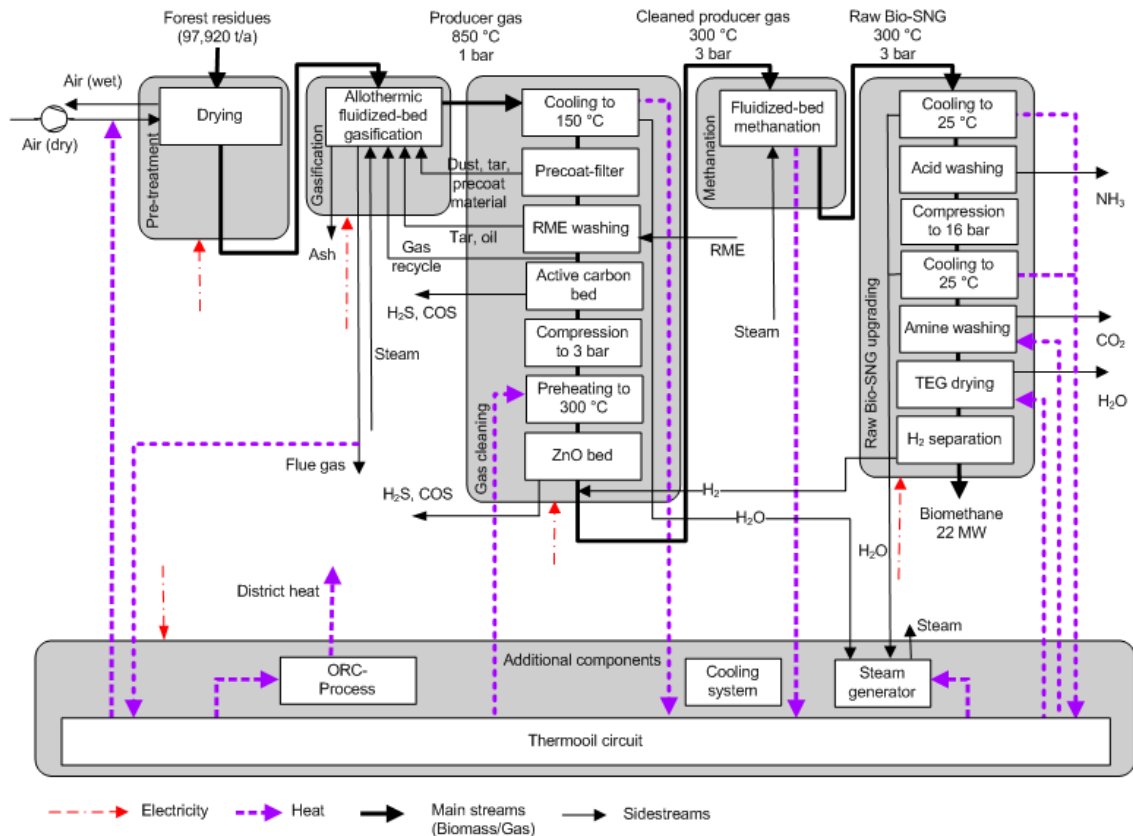 Forest residues
(97,920 t/a)
Producer gas
850 °C
1 bar
Cleaned producer gas
300 °C
3 bar
Raw Bio-SNG
300 °C
3 bar
Air (wet)
Air (dry)
Pre-treatment
Drying
Gasification
Allothermic
fluidized-bed
gasification
Dust, tar,
precoat
material
Tar, oil
Gas
recycle
Ash
Steam
Flue gas
H2S, COS
H2S, COS
Gas cleaning
Cooling to
150 °C
Precoat-filter
RME washing
Active carbon
bed
Compression
to 3 bar
Preheating to
300 °C
ZnO bed
RME
Methanation
Fluidized-bed
methanation
Steam
H2
H2O
H2O
Raw Bio-SNG upgrading
Cooling to
25 °C
Acid washing
Compression
to 16 bar
Cooling to
25 °C
Amine washing
TEG drying
H2 separation
NH3
CO2
H2O
Biomethane
22 MW
District heat
Steam
Additional components
ORC-
Process
Cooling
system
Steam
generator
Thermooil circuit
Electricity
Heat
Main streams
(Biomass/Gas)
Sidestreams